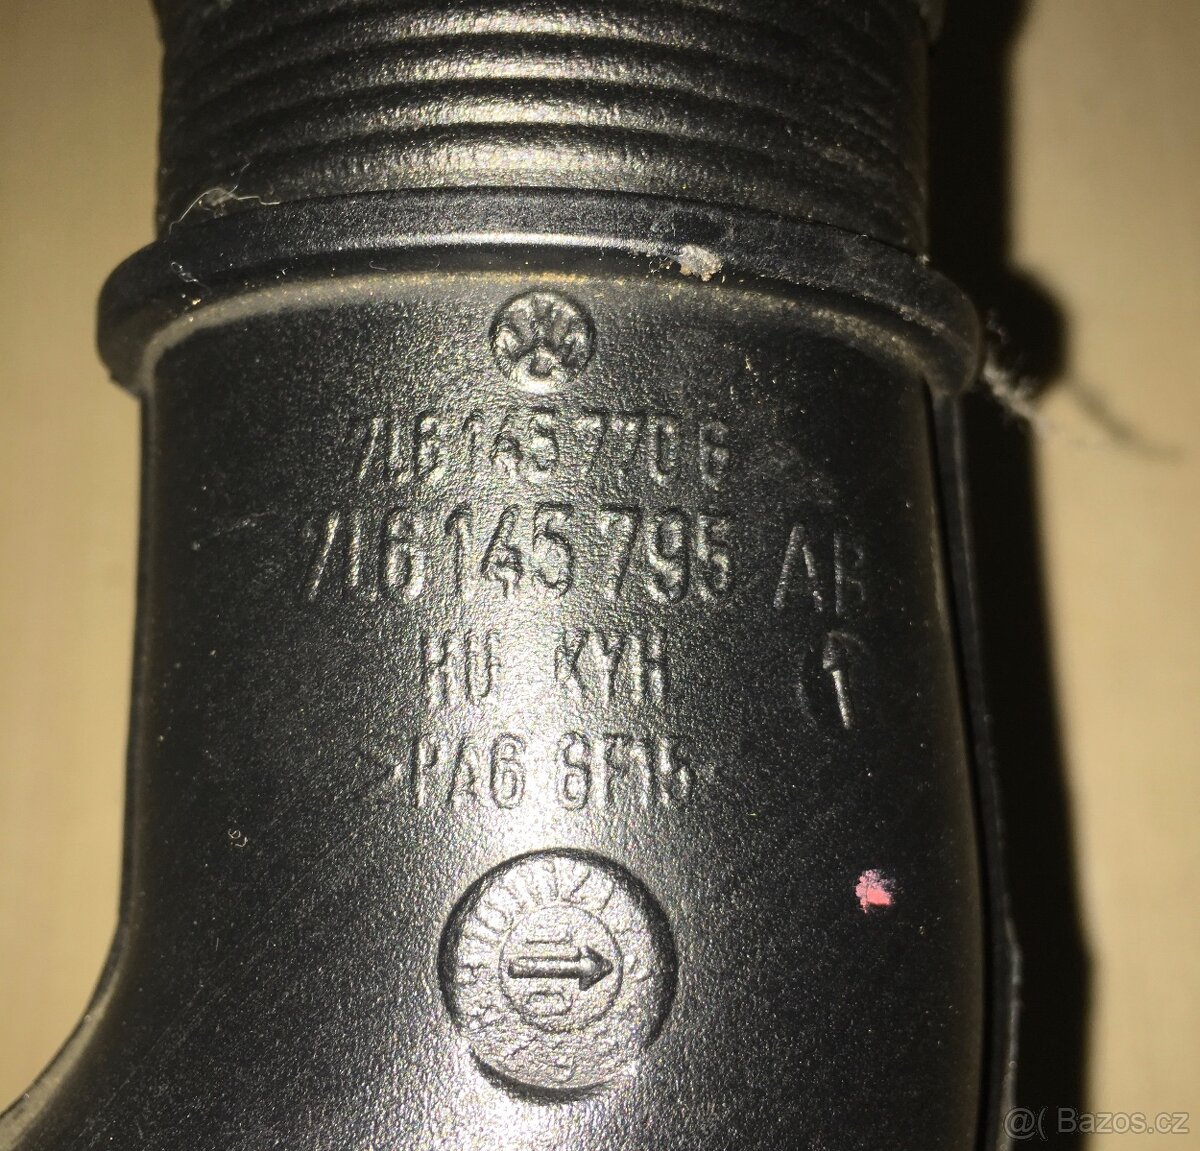 7L6 145 770 G
7L6 145 795 AB
HU KYH
>PA6 GF15<
@( Bazos.cz